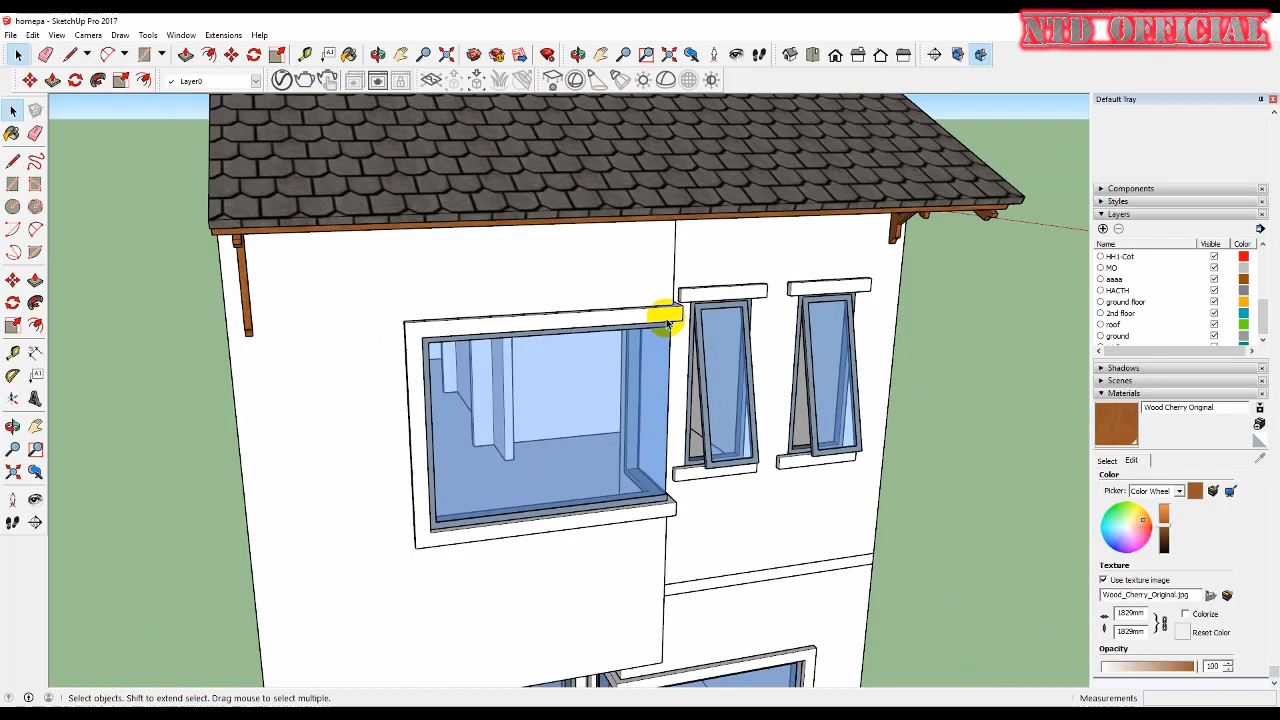 homepa - SketchUp Pro 2017
NTD OFFICIAL
File Edit View Camera Draw Tools Window Extensions Help
Layer0
Default Tray
Components
Styles
Layers
Name Visible Color
HH1-Cot
MO
aaaa
HACTH
ground floor
2nd floor
roof
ground
Shadows
Scenes
Materials
Wood Cherry Original
Select Edit
Color
Picker: Color Wheel
Texture
Use texture image
Wood_Cherry_Original.jpg
1829mm
Colorize
1829mm
Reset Color
Opacity
100
Select objects. Shift to extend select. Drag mouse to select multiple.
Measurements